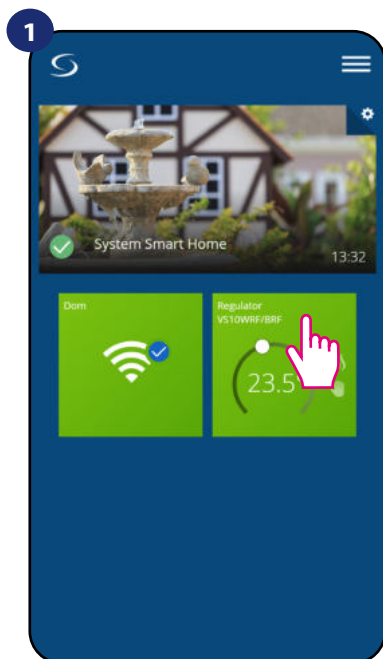 1
System Smart Home
13:32
Dom
Regulator
VS10WRF/BRF
23.5